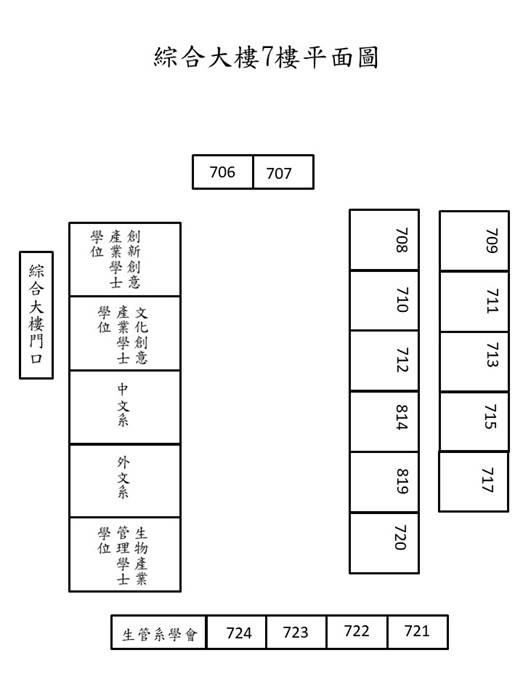 綜合大樓7樓平面圖
706
707
綜合大樓門口
創新創意
產業學士
學位
文化創意
產業學士
學位
中文系
外文系
生物產業
管理學士
學位
708
710
712
814
819
720
709
711
713
715
717
生管系學會
724
723
722
721